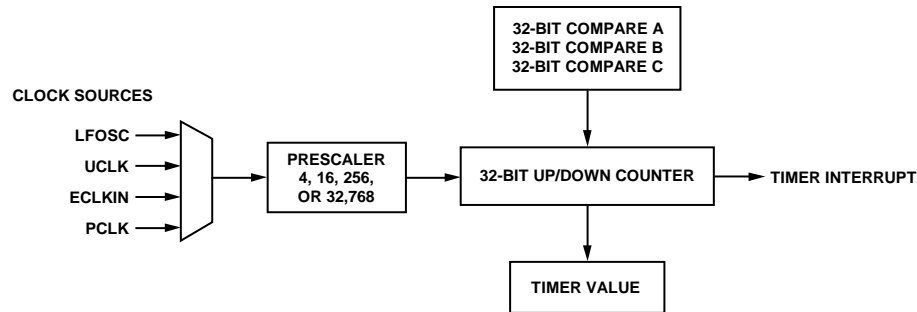 32-BIT COMPARE A
32-BIT COMPARE B
32-BIT COMPARE C
CLOCK SOURCES
LFOSC
UCLK
ECLKIN
PCLK
PRESCALER
4, 16, 256,
OR 32,768
32-BIT UP/DOWN COUNTER
TIMER INTERRUPT
TIMER VALUE